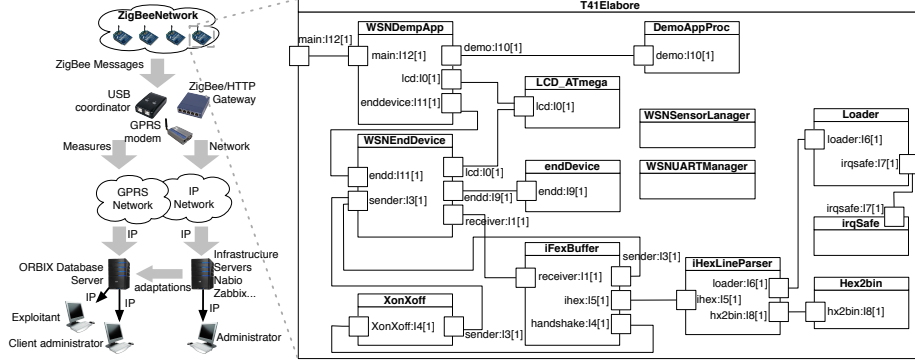 ZigBeeNetwork
ZigBee Messages
USB
coordinator
ZigBee/HTTP
Gateway
GPRS
modem
Measures
Network
GPRS
Network
IP
Network
IP
IP
ORBIX Database
Server
adaptations
Infrastructure
Servers
Nabio
Zabbix...
IP
IP
IP
Exploitant
Client administrator
Administrator
T41Elabore
main:I12[1]
WSNDempApp
main:I12[1]
demo:I10[1]
lcd:I0[1]
enddevice:I11[1]
DemoAppProc
demo:I10[1]
LCD_ATmega
lcd:I0[1]
WSNSensorLanager
WSNUARTManager
Loader
loader:I6[1]
irqsafe:I7[1]
irqsafe:I7[1]
irqSafe
WSNEndDevice
endd:I11[1]
sender:I3[1]
lcd:I0[1]
endd:I9[1]
receiver:I1[1]
endDevice
endd:I9[1]
iFexBuffer
receiver:I1[1]
sender:I3[1]
ihex:I5[1]
handshake:I4[1]
iHexLineParser
ihex:I5[1]
loader:I6[1]
hx2bin:I8[1]
Hex2bin
hx2bin:I8[1]
XonXoff
XonXoff:I4[1]
sender:I3[1]